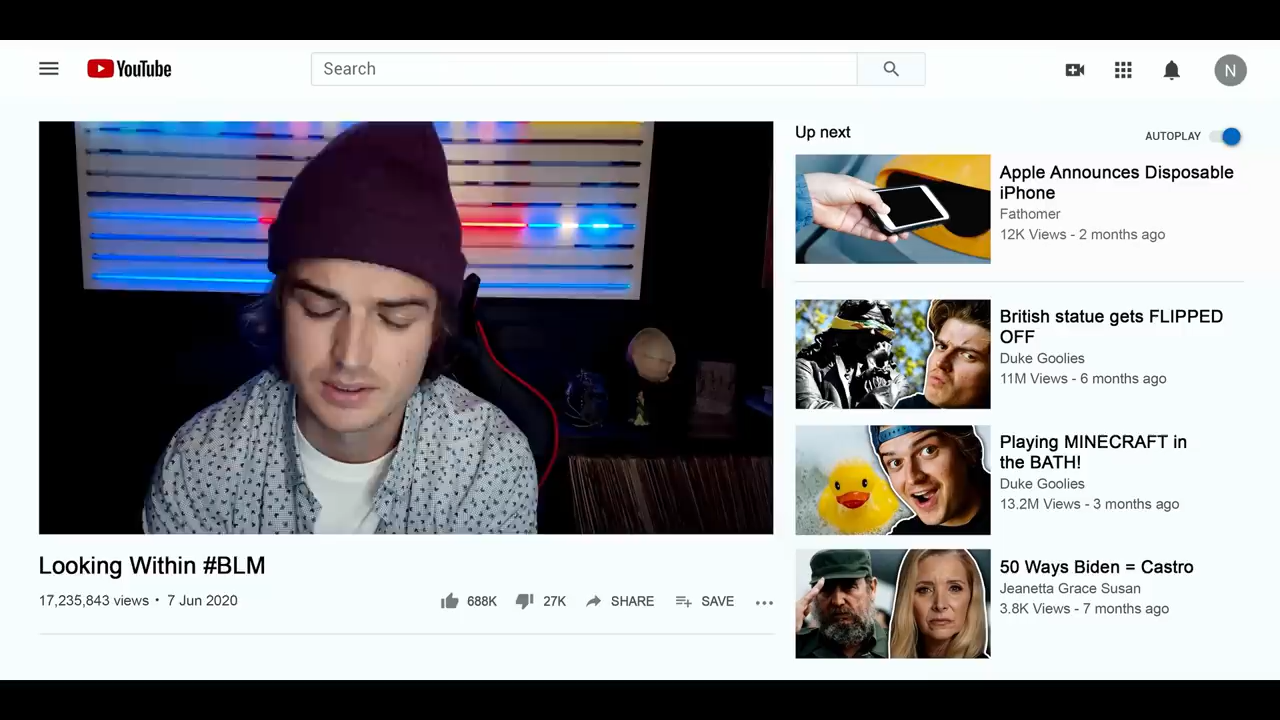 YouTube
Search
N
Up next
AUTOPLAY
Apple Announces Disposable
iPhone
Fathomer
12K Views - 2 months ago
British statue gets FLIPPED
OFF
Duke Goolies
11M Views - 6 months ago
Playing MINECRAFT in
the BATH!
Duke Goolies
13.2M Views - 3 months ago
50 Ways Biden = Castro
Jeanetta Grace Susan
3.8K Views - 7 months ago
Looking Within #BLM
17,235,843 views • 7 Jun 2020
688K 27K SHARE SAVE